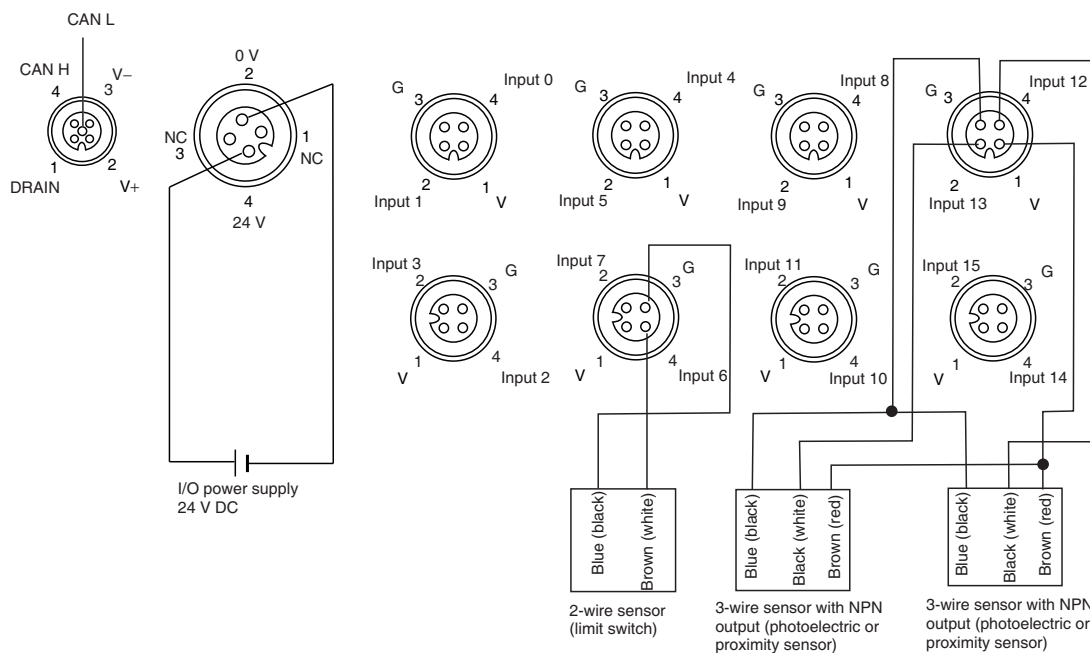 CAN L
CAN H
V−
4
3
1
2
DRAIN
V+
0 V
2
NC
3
1
NC
4
24 V
I/O power supply
24 V DC
Input 0
G
3
4
2
1
Input 1
V
Input 4
G
3
4
2
1
Input 5
V
Input 8
G
3
4
2
1
Input 9
V
Input 12
G
3
4
2
1
Input 13
V
Input 3
2
G
3
1
4
V
Input 2
Input 7
2
G
3
1
4
V
Input 6
Input 11
2
G
3
1
4
V
Input 10
Input 15
2
G
3
1
4
V
Input 14
Blue (black)
Brown (white)
2-wire sensor
(limit switch)
Blue (black)
Black (white)
Brown (red)
3-wire sensor with NPN
output (photoelectric or
proximity sensor)
Blue (black)
Black (white)
Brown (red)
3-wire sensor with NPN
output (photoelectric or
proximity sensor)